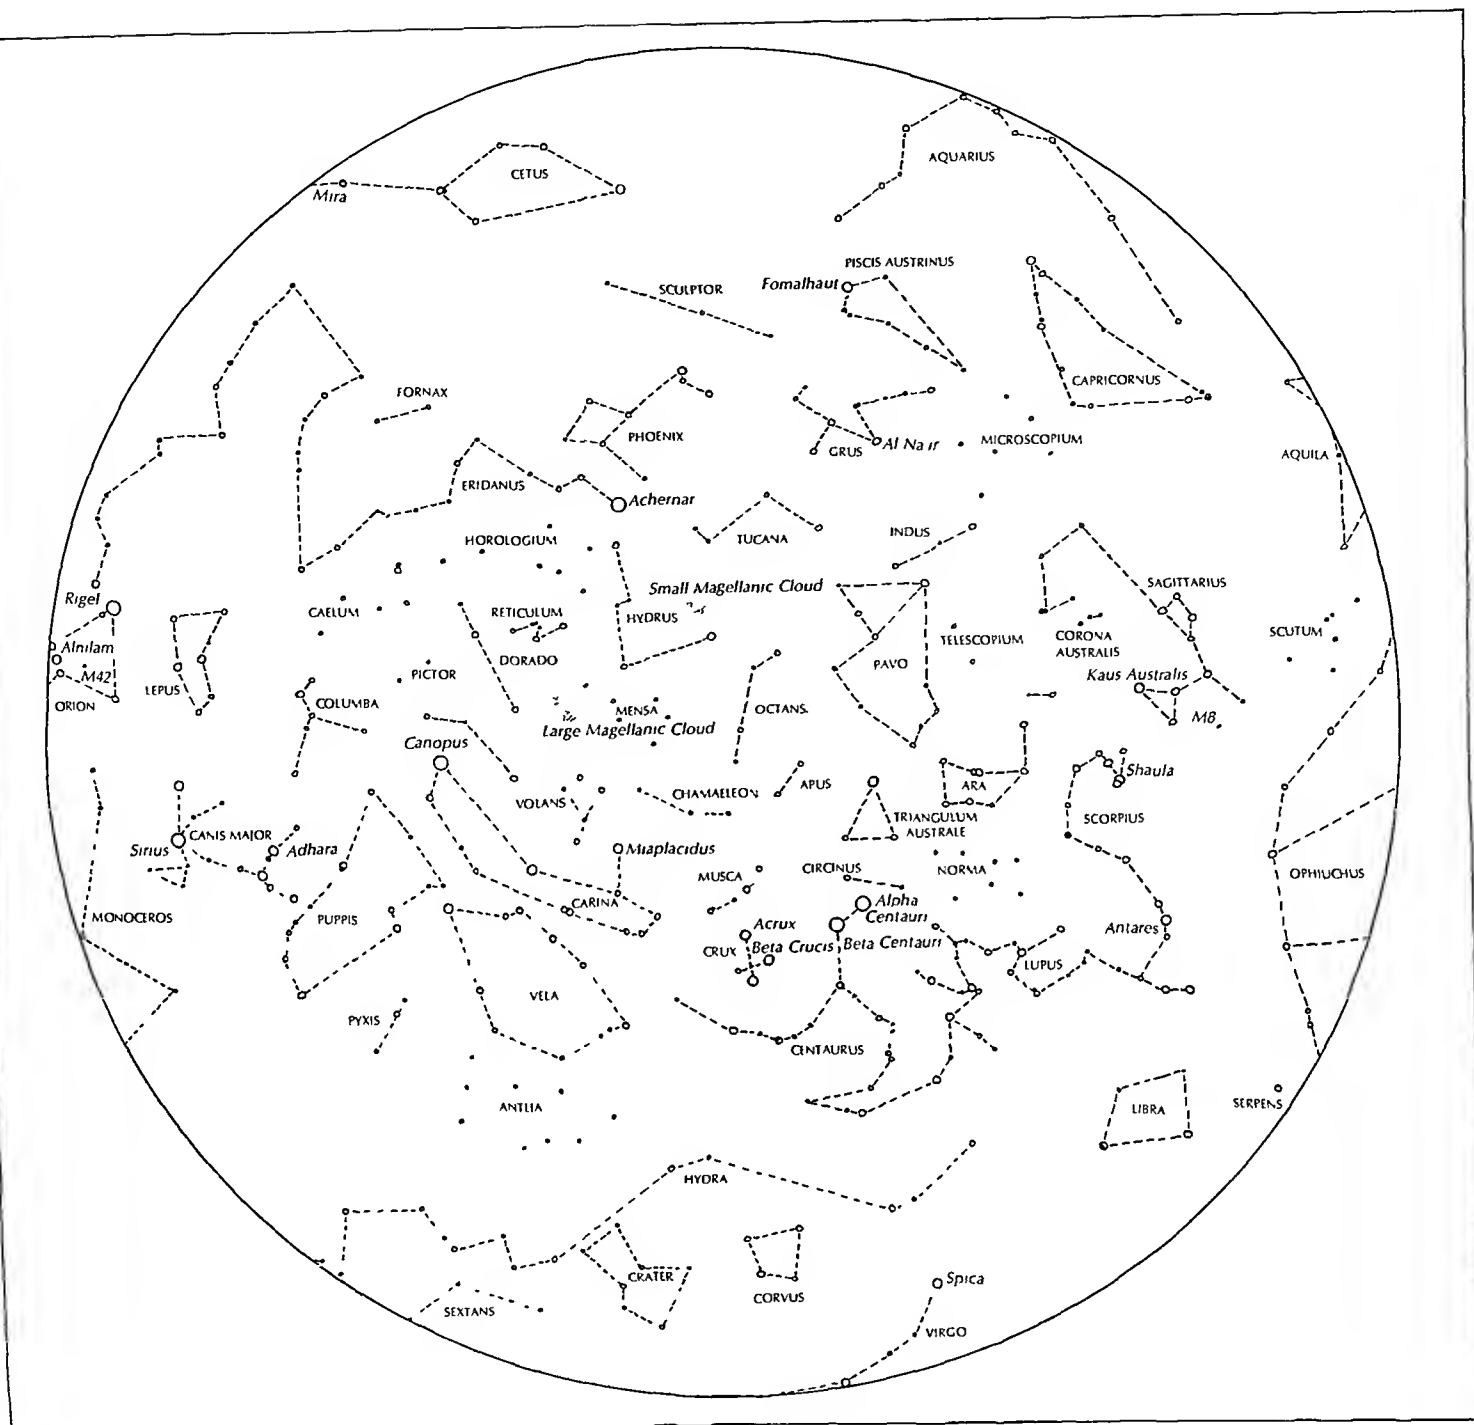 AQUARIUS
CETUS
Mira
PISCIS AUSTRINUS
Fomalhaut
SCULPTOR
CAPRICORNUS
FORNAX
PHOENIX
GRUS
Al Na ir
MICROSCOPIUM
AQUILA
ERIDANUS
Achernar
HOROLOGIUM
TUCANA
INDUS
Small Magellanic Cloud
SAGITTARIUS
Rigel
CAELUM
RETICULUM
HYDRUS
TELESCOPIUM
CORONA
AUSTRALIS
SCUTUM
Alnilam
M42
ORION
LEPUS
DORADO
PICTOR
PAVO
Kaus Australis
M8
COLUMBA
MENSA
OCTANS
Large Magellanic Cloud
Canopus
Shaula
VOLANS
CHAMAELEON
APUS
ARA
TRIANGULUM
AUSTRALE
SCORPIUS
CANIS MAJOR
Sirius
Adhara
Miaplacidus
MUSCA
CIRCINUS
NORMA
OPHIUCHUS
MONOCEROS
PUPPIS
CARINA
Alpha
Centauri
Acrux
CRUX
Beta Crucis
Beta Centauri
Antares
LUPUS
VELA
PYXIS
CENTAURUS
ANTLIA
LIBRA
SERPENS
HYDRA
CRATER
CORVUS
SEXTANS
Spica
VIRGO